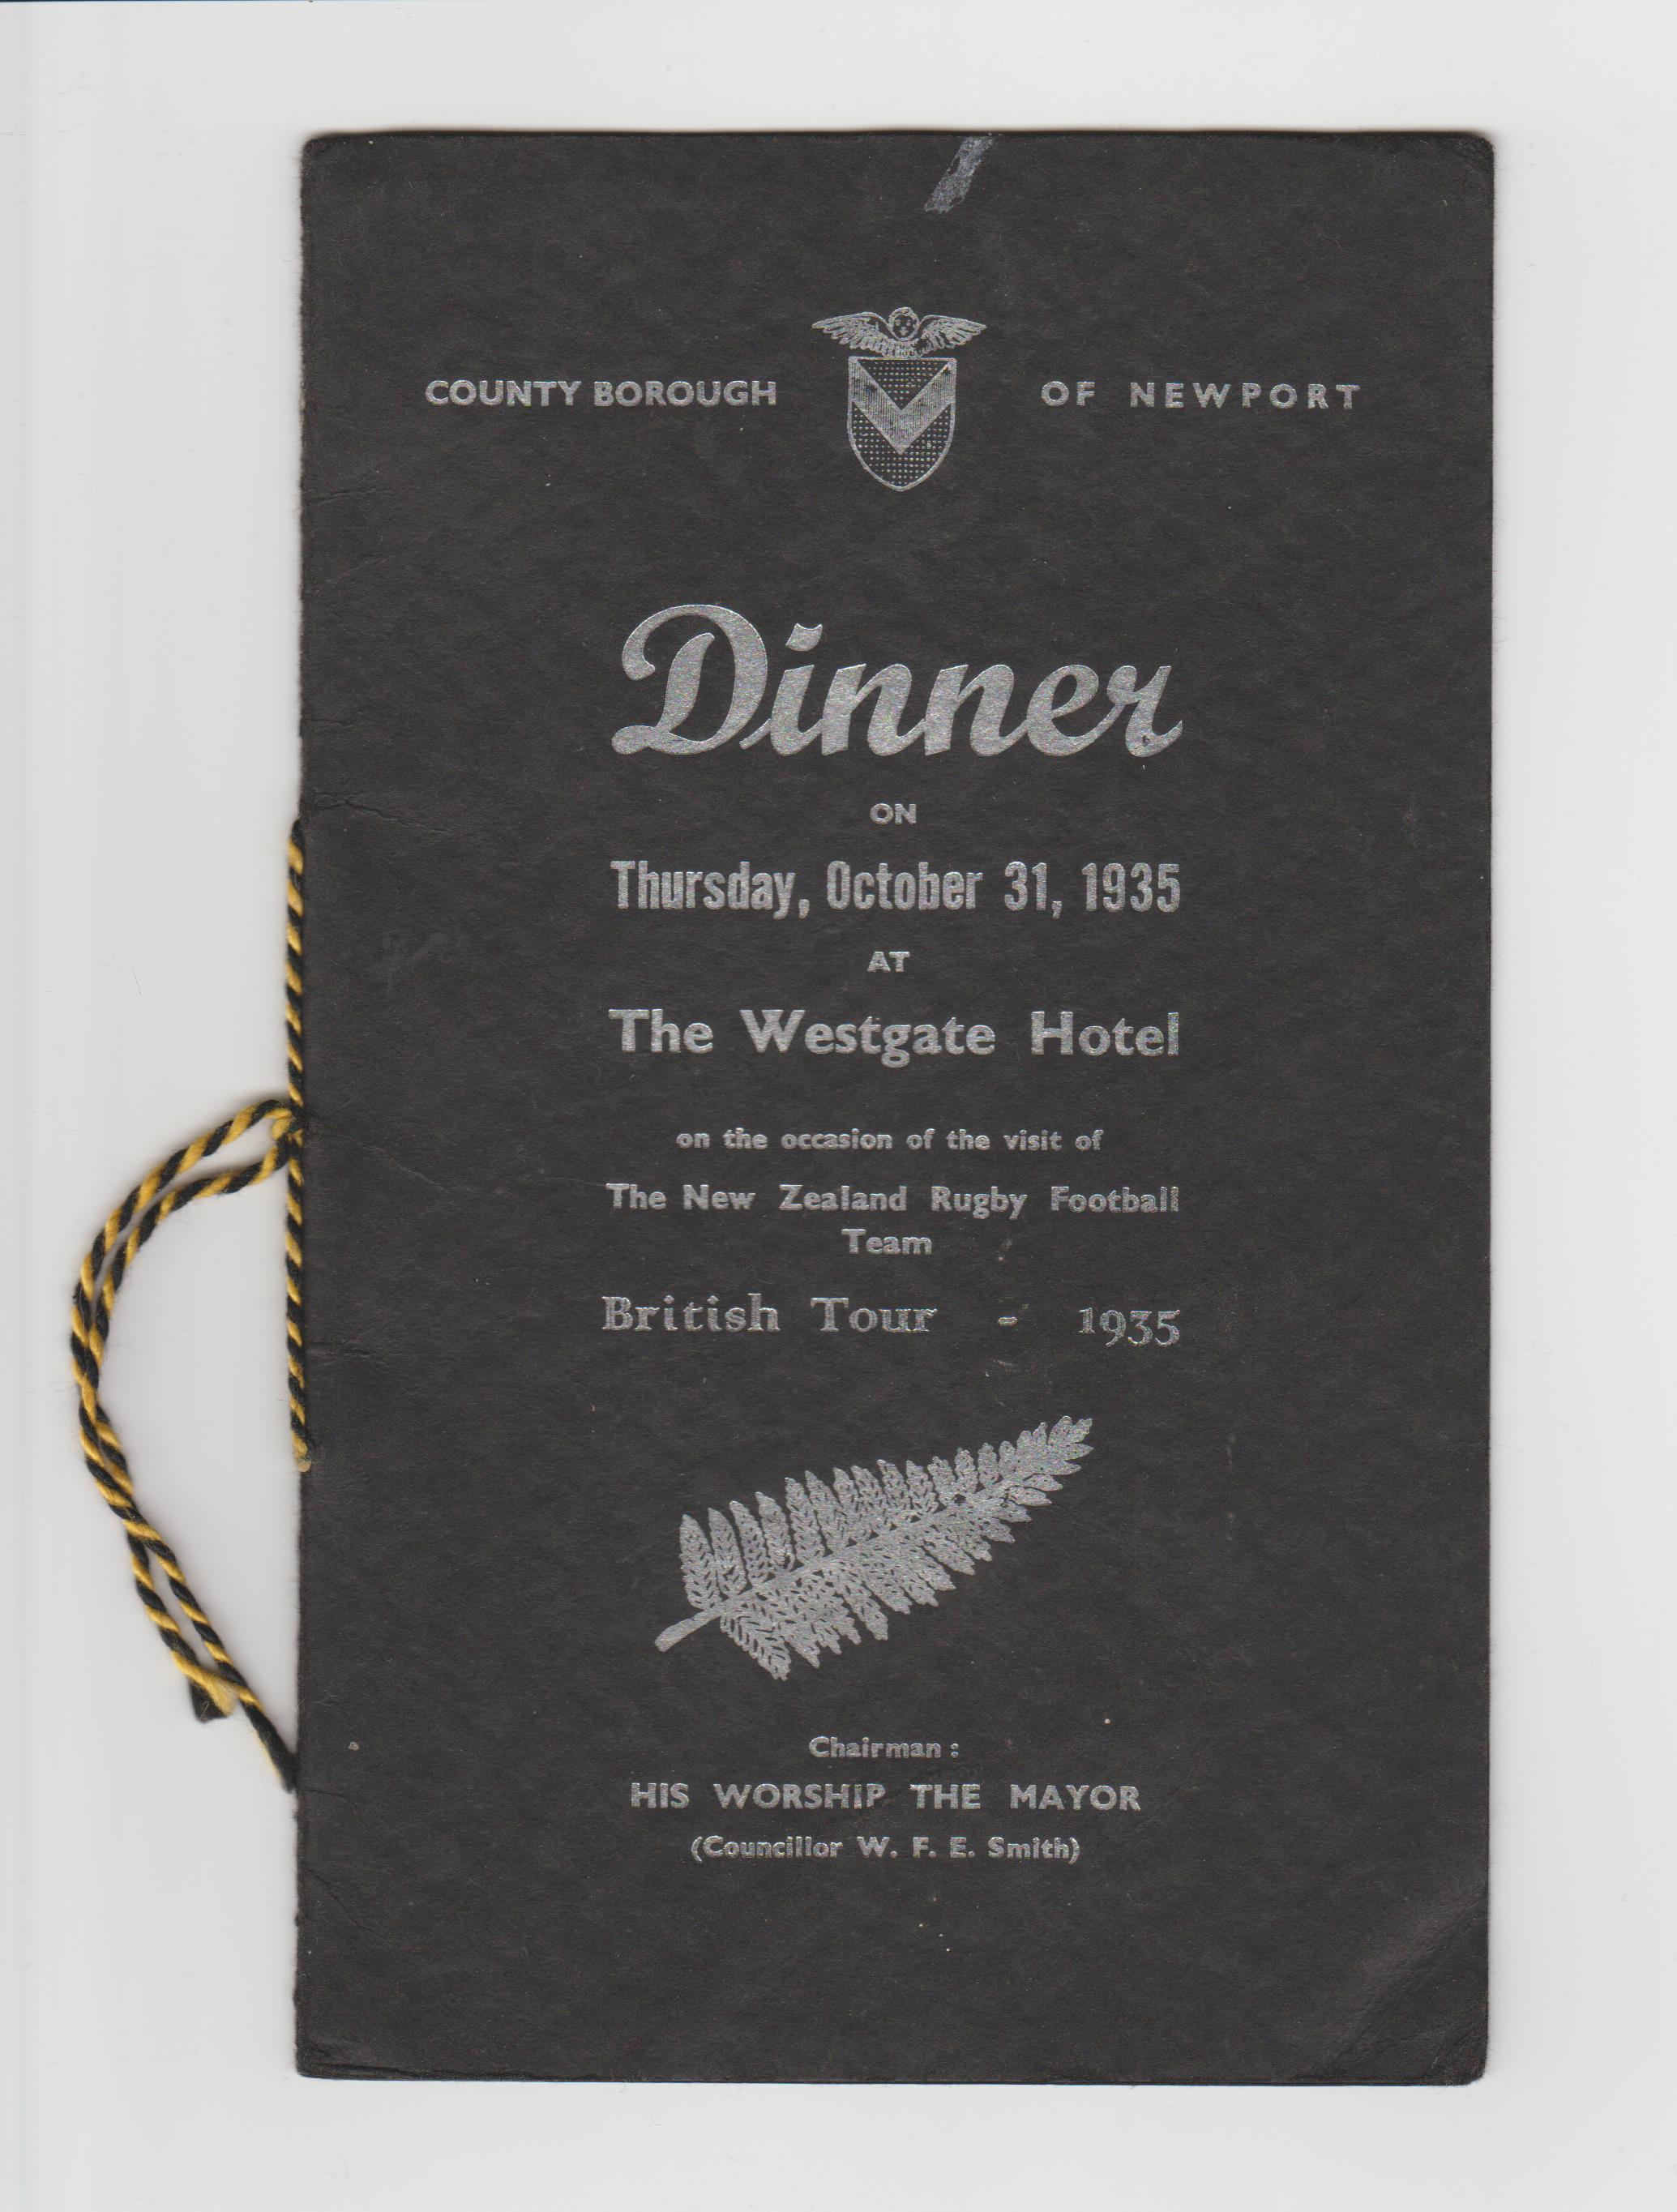 COUNTY BOROUGH OF NEWPORT
Dinner
ON
Thursday, October 31, 1935
AT
The Westgate Hotel
on the occasion of the visit of
The New Zealand Rugby Football
Team
British Tour - 1935
Chairman :
HIS WORSHIP THE MAYOR
(Councillor W. F. E. Smith)